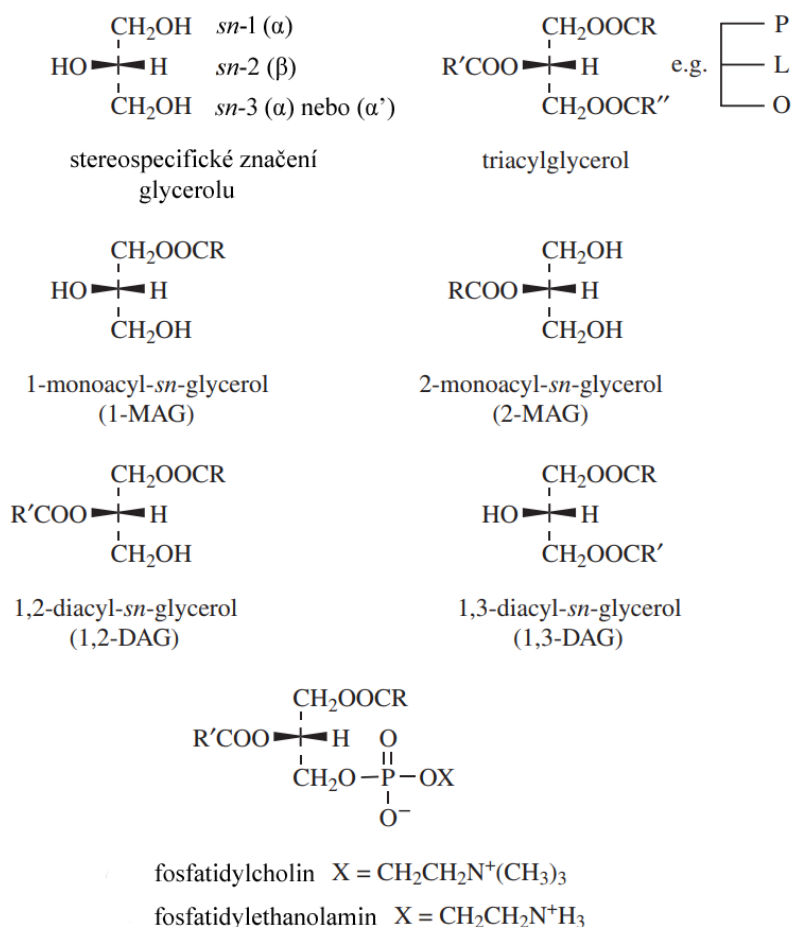 CH₂OH sn-1 (α)
HO H sn-2 (β)
CH₂OH sn-3 (α) nebo (α’)
stereospecifické značení
glycerolu
CH₂OOCR
R′COO H
CH₂OOCR″
e.g.
P
L
O
triacylglycerol
CH₂OOCR
HO H
CH₂OH
1-monoacyl-sn-glycerol
(1-MAG)
CH₂OH
RCOO H
CH₂OH
2-monoacyl-sn-glycerol
(2-MAG)
CH₂OOCR
R′COO H
CH₂OH
1,2-diacyl-sn-glycerol
(1,2-DAG)
CH₂OOCR
HO H
CH₂OOCR′
1,3-diacyl-sn-glycerol
(1,3-DAG)
CH₂OOCR
R′COO H O
CH₂O–P–OX
O⁻
fosfatidylcholin X = CH₂CH₂N⁺(CH₃)₃
fosfatidylethanolamin X = CH₂CH₂N⁺H₃